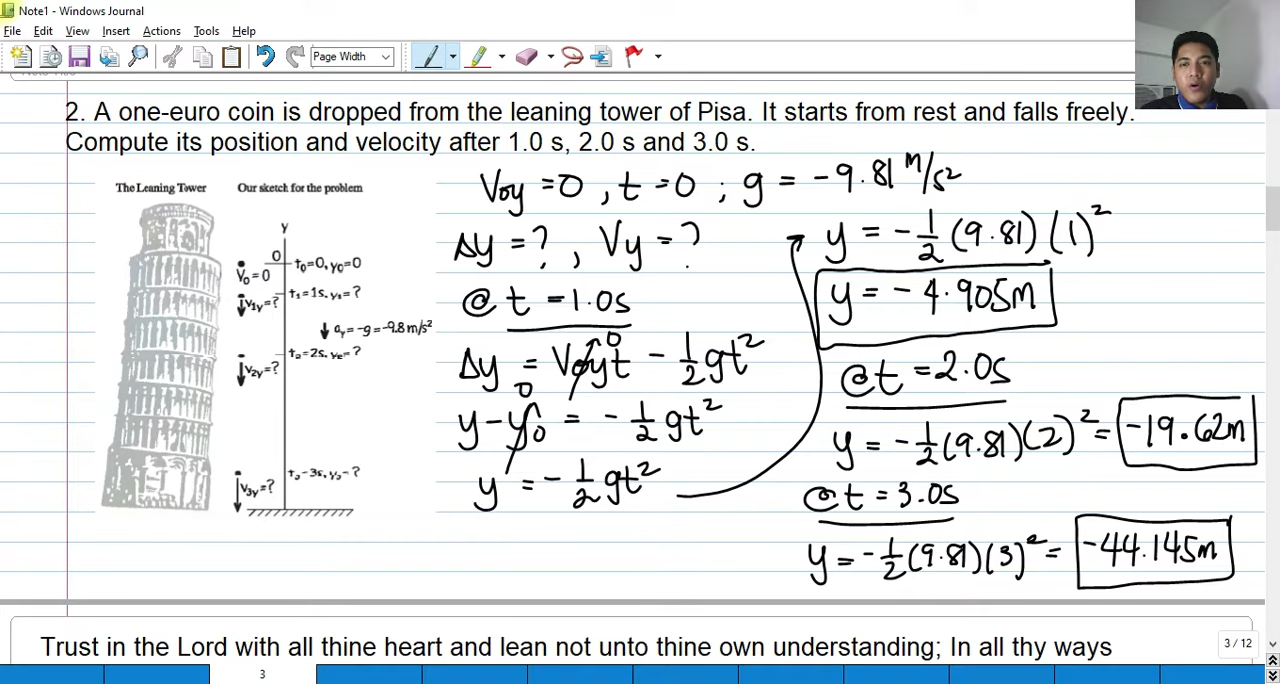 Note1 - Windows Journal
File Edit View Insert Actions Tools Help
Page Width
2. A one-euro coin is dropped from the leaning tower of Pisa. It starts from rest and falls freely.
Compute its position and velocity after 1.0 s, 2.0 s and 3.0 s.
The Leaning Tower
Our sketch for the problem
y
0
t₀=0, y₀=0
V₀=0
t₁=1s, y₁=?
V₁y=?
ay=-g=-9.8m/s²
t₂=2s, y₂=?
V₂y=?
t₃=3s, y₃=?
V₃y=?
Voy = 0 , t = 0 ; g = -9.81 m/s²
Δy = ? , Vy = ?
@ t = 1.0s
Δy = Voyt 0 - 1/2 gt²
y - y₀ 0 = - 1/2 gt²
y = - 1/2 gt²
y = - 1/2 (9.81) (1)²
y = - 4.905m
@ t = 2.0s
y = - 1/2 (9.81)(2)² = -19.62m
@ t = 3.0s
y = - 1/2 (9.81)(3)² = -44.145m
Trust in the Lord with all thine heart and lean not unto thine own understanding; In all thy ways
3 / 12
3